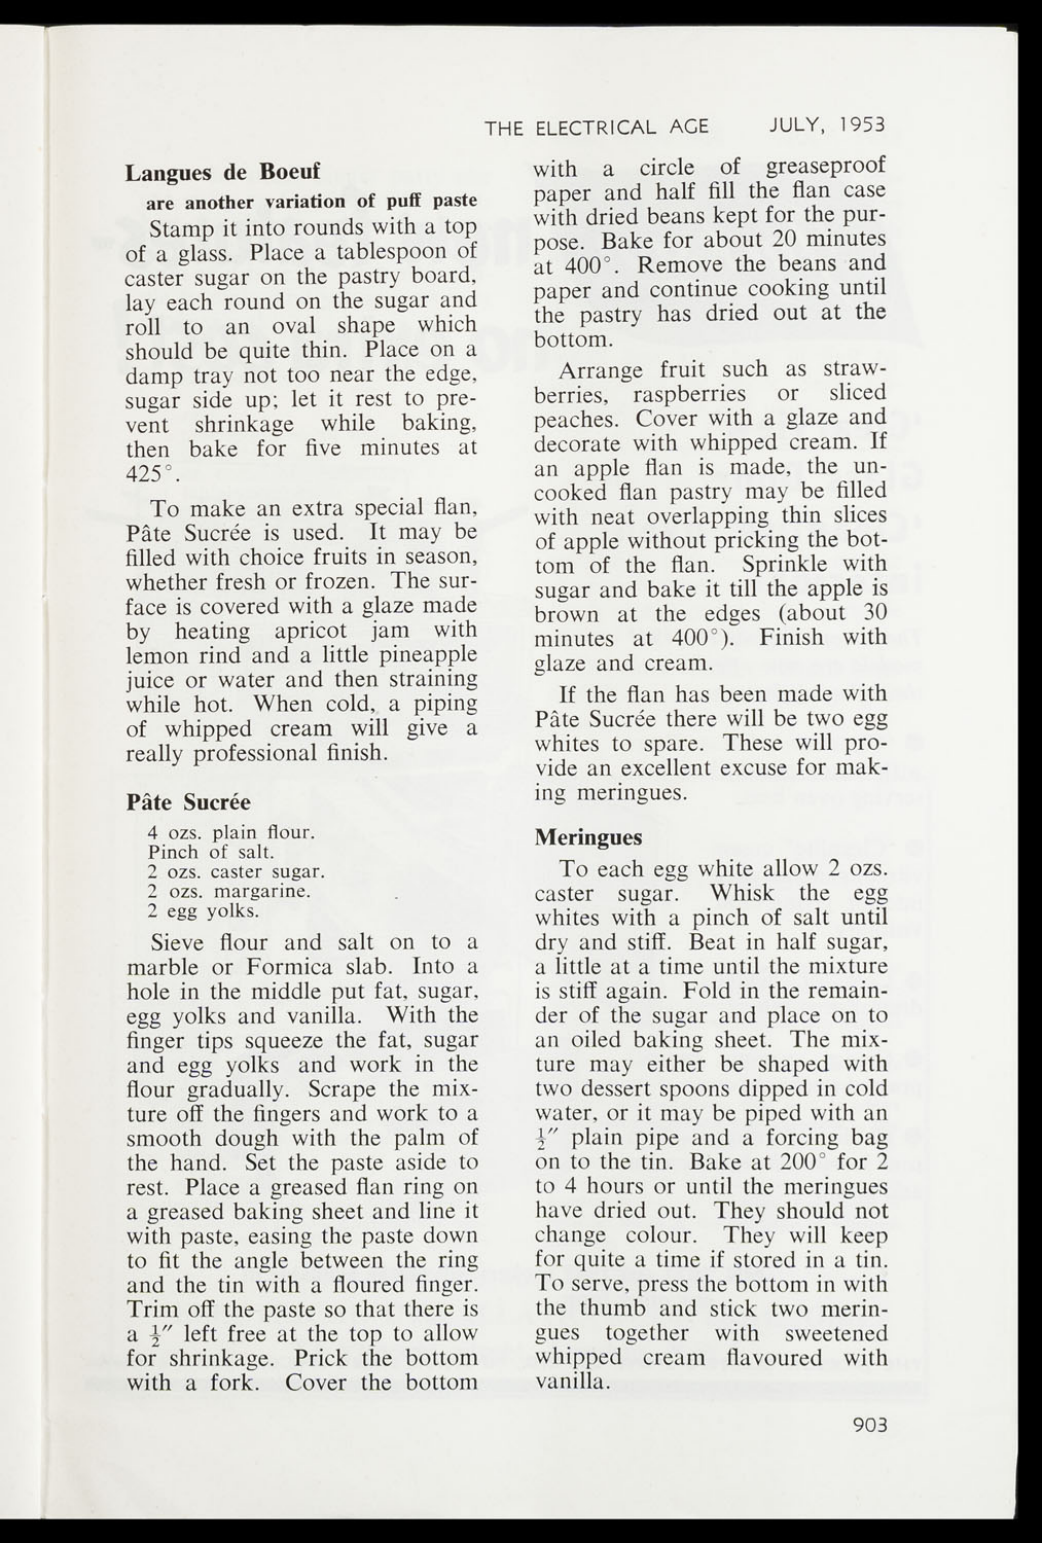 THE ELECTRICAL AGE JULY, 1953
Langues de Boeuf
are another variation of puff paste
Stamp it into rounds with a top
of a glass. Place a tablespoon of
caster sugar on the pastry board,
lay each round on the sugar and
roll to an oval shape which
should be quite thin. Place on a
damp tray not too near the edge,
sugar side up; let it rest to pre-
vent shrinkage while baking,
then bake for five minutes at
425°.
To make an extra special flan,
Pâte Sucrée is used. It may be
filled with choice fruits in season,
whether fresh or frozen. The sur-
face is covered with a glaze made
by heating apricot jam with
lemon rind and a little pineapple
juice or water and then straining
while hot. When cold, a piping
of whipped cream will give a
really professional finish.
Pâte Sucrée
4 ozs. plain flour.
Pinch of salt.
2 ozs. caster sugar.
2 ozs. margarine.
2 egg yolks.
Sieve flour and salt on to a
marble or Formica slab. Into a
hole in the middle put fat, sugar,
egg yolks and vanilla. With the
finger tips squeeze the fat, sugar
and egg yolks and work in the
flour gradually. Scrape the mix-
ture off the fingers and work to a
smooth dough with the palm of
the hand. Set the paste aside to
rest. Place a greased flan ring on
a greased baking sheet and line it
with paste, easing the paste down
to fit the angle between the ring
and the tin with a floured finger.
Trim off the paste so that there is
a ½″ left free at the top to allow
for shrinkage. Prick the bottom
with a fork. Cover the bottom
with a circle of greaseproof
paper and half fill the flan case
with dried beans kept for the pur-
pose. Bake for about 20 minutes
at 400°. Remove the beans and
paper and continue cooking until
the pastry has dried out at the
bottom.
Arrange fruit such as straw-
berries, raspberries or sliced
peaches. Cover with a glaze and
decorate with whipped cream. If
an apple flan is made, the un-
cooked flan pastry may be filled
with neat overlapping thin slices
of apple without pricking the bot-
tom of the flan. Sprinkle with
sugar and bake it till the apple is
brown at the edges (about 30
minutes at 400°). Finish with
glaze and cream.
If the flan has been made with
Pâte Sucrée there will be two egg
whites to spare. These will pro-
vide an excellent excuse for mak-
ing meringues.
Meringues
To each egg white allow 2 ozs.
caster sugar. Whisk the egg
whites with a pinch of salt until
dry and stiff. Beat in half sugar,
a little at a time until the mixture
is stiff again. Fold in the remain-
der of the sugar and place on to
an oiled baking sheet. The mix-
ture may either be shaped with
two dessert spoons dipped in cold
water, or it may be piped with an
½″ plain pipe and a forcing bag
on to the tin. Bake at 200° for 2
to 4 hours or until the meringues
have dried out. They should not
change colour. They will keep
for quite a time if stored in a tin.
To serve, press the bottom in with
the thumb and stick two merin-
gues together with sweetened
whipped cream flavoured with
vanilla.
903